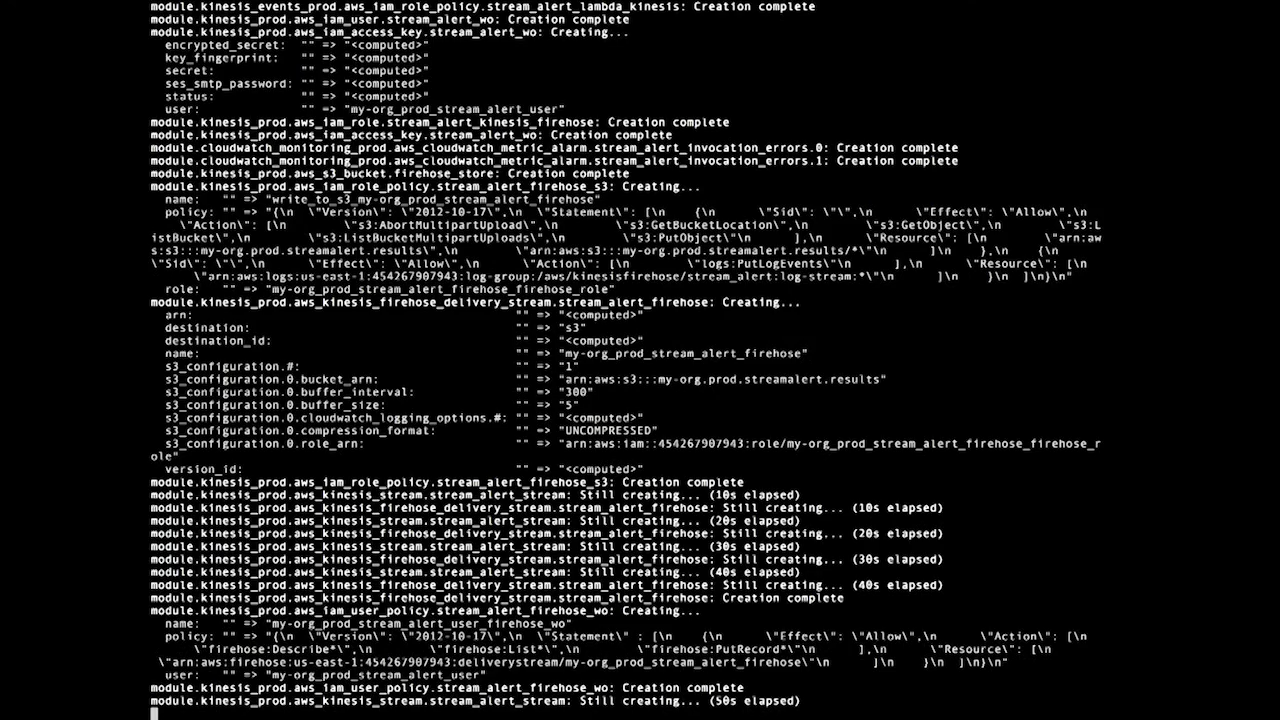 module.kinesis_events_prod.aws_iam_role_policy.stream_alert_lambda_kinesis: Creation complete
module.kinesis_prod.aws_iam_user.stream_alert_wo: Creation complete
module.kinesis_prod.aws_iam_access_key.stream_alert_wo: Creating...
  encrypted_secret:  "" => "<computed>"
  key_fingerprint:   "" => "<computed>"
  secret:            "" => "<computed>"
  ses_smtp_password: "" => "<computed>"
  status:            "" => "<computed>"
  user:              "" => "my-org_prod_stream_alert_user"
module.kinesis_prod.aws_iam_role.stream_alert_kinesis_firehose: Creation complete
module.kinesis_prod.aws_iam_access_key.stream_alert_wo: Creation complete
module.cloudwatch_monitoring_prod.aws_cloudwatch_metric_alarm.stream_alert_invocation_errors.0: Creation complete
module.cloudwatch_monitoring_prod.aws_cloudwatch_metric_alarm.stream_alert_invocation_errors.1: Creation complete
module.kinesis_prod.aws_s3_bucket.firehose_store: Creation complete
module.kinesis_prod.aws_iam_role_policy.stream_alert_firehose_s3: Creating...
  name:   "" => "write_to_s3_my-org_prod_stream_alert_firehose"
  policy: "" => "{\n  \"Version\": \"2012-10-17\",\n  \"Statement\": [\n    {\n      \"Sid\": \"\",\n      \"Effect\": \"Allow\",\n
      \"Action\": [\n        \"s3:AbortMultipartUpload\",\n        \"s3:GetBucketLocation\",\n        \"s3:GetObject\",\n        \"s3:L
istBucket\",\n        \"s3:ListBucketMultipartUploads\",\n        \"s3:PutObject\"\n      ],\n      \"Resource\": [\n        \"arn:aw
s:s3:::my-org.prod.streamalert.results\",\n        \"arn:aws:s3:::my-org.prod.streamalert.results/*\"\n      ]\n    },\n    {\n
\"Sid\": \"\",\n      \"Effect\": \"Allow\",\n      \"Action\": [\n        \"logs:PutLogEvents\"\n      ],\n      \"Resource\": [\n
      \"arn:aws:logs:us-east-1:454267907943:log-group:/aws/kinesisfirehose/stream_alert:log-stream:*\"\n      ]\n    }\n  ]\n}\n"
  role:   "" => "my-org_prod_stream_alert_firehose_firehose_role"
module.kinesis_prod.aws_kinesis_firehose_delivery_stream.stream_alert_firehose: Creating...
  arn:                                             "" => "<computed>"
  destination:                                     "" => "s3"
  destination_id:                                  "" => "<computed>"
  name:                                            "" => "my-org_prod_stream_alert_firehose"
  s3_configuration.#:                              "" => "1"
  s3_configuration.0.bucket_arn:                   "" => "arn:aws:s3:::my-org.prod.streamalert.results"
  s3_configuration.0.buffer_interval:              "" => "300"
  s3_configuration.0.buffer_size:                  "" => "5"
  s3_configuration.0.cloudwatch_logging_options.#: "" => "<computed>"
  s3_configuration.0.compression_format:           "" => "UNCOMPRESSED"
  s3_configuration.0.role_arn:                     "" => "arn:aws:iam::454267907943:role/my-org_prod_stream_alert_firehose_firehose_r
ole"
  version_id:                                      "" => "<computed>"
module.kinesis_prod.aws_iam_role_policy.stream_alert_firehose_s3: Creation complete
module.kinesis_prod.aws_kinesis_stream.stream_alert_stream: Still creating... (10s elapsed)
module.kinesis_prod.aws_kinesis_firehose_delivery_stream.stream_alert_firehose: Still creating... (10s elapsed)
module.kinesis_prod.aws_kinesis_stream.stream_alert_stream: Still creating... (20s elapsed)
module.kinesis_prod.aws_kinesis_firehose_delivery_stream.stream_alert_firehose: Still creating... (20s elapsed)
module.kinesis_prod.aws_kinesis_stream.stream_alert_stream: Still creating... (30s elapsed)
module.kinesis_prod.aws_kinesis_firehose_delivery_stream.stream_alert_firehose: Still creating... (30s elapsed)
module.kinesis_prod.aws_kinesis_stream.stream_alert_stream: Still creating... (40s elapsed)
module.kinesis_prod.aws_kinesis_firehose_delivery_stream.stream_alert_firehose: Still creating... (40s elapsed)
module.kinesis_prod.aws_kinesis_firehose_delivery_stream.stream_alert_firehose: Creation complete
module.kinesis_prod.aws_iam_user_policy.stream_alert_firehose_wo: Creating...
  name:   "" => "my-org_prod_stream_alert_user_firehose_wo"
  policy: "" => "{\n  \"Version\": \"2012-10-17\",\n  \"Statement\" : [\n    {\n      \"Effect\": \"Allow\",\n      \"Action\": [\n
      \"firehose:Describe*\",\n        \"firehose:List*\",\n        \"firehose:PutRecord*\"\n      ],\n      \"Resource\": [\n
 \"arn:aws:firehose:us-east-1:454267907943:deliverystream/my-org_prod_stream_alert_firehose\"\n      ]\n    }\n  ]\n}\n"
  user:   "" => "my-org_prod_stream_alert_user"
module.kinesis_prod.aws_iam_user_policy.stream_alert_firehose_wo: Creation complete
module.kinesis_prod.aws_kinesis_stream.stream_alert_stream: Still creating... (50s elapsed)